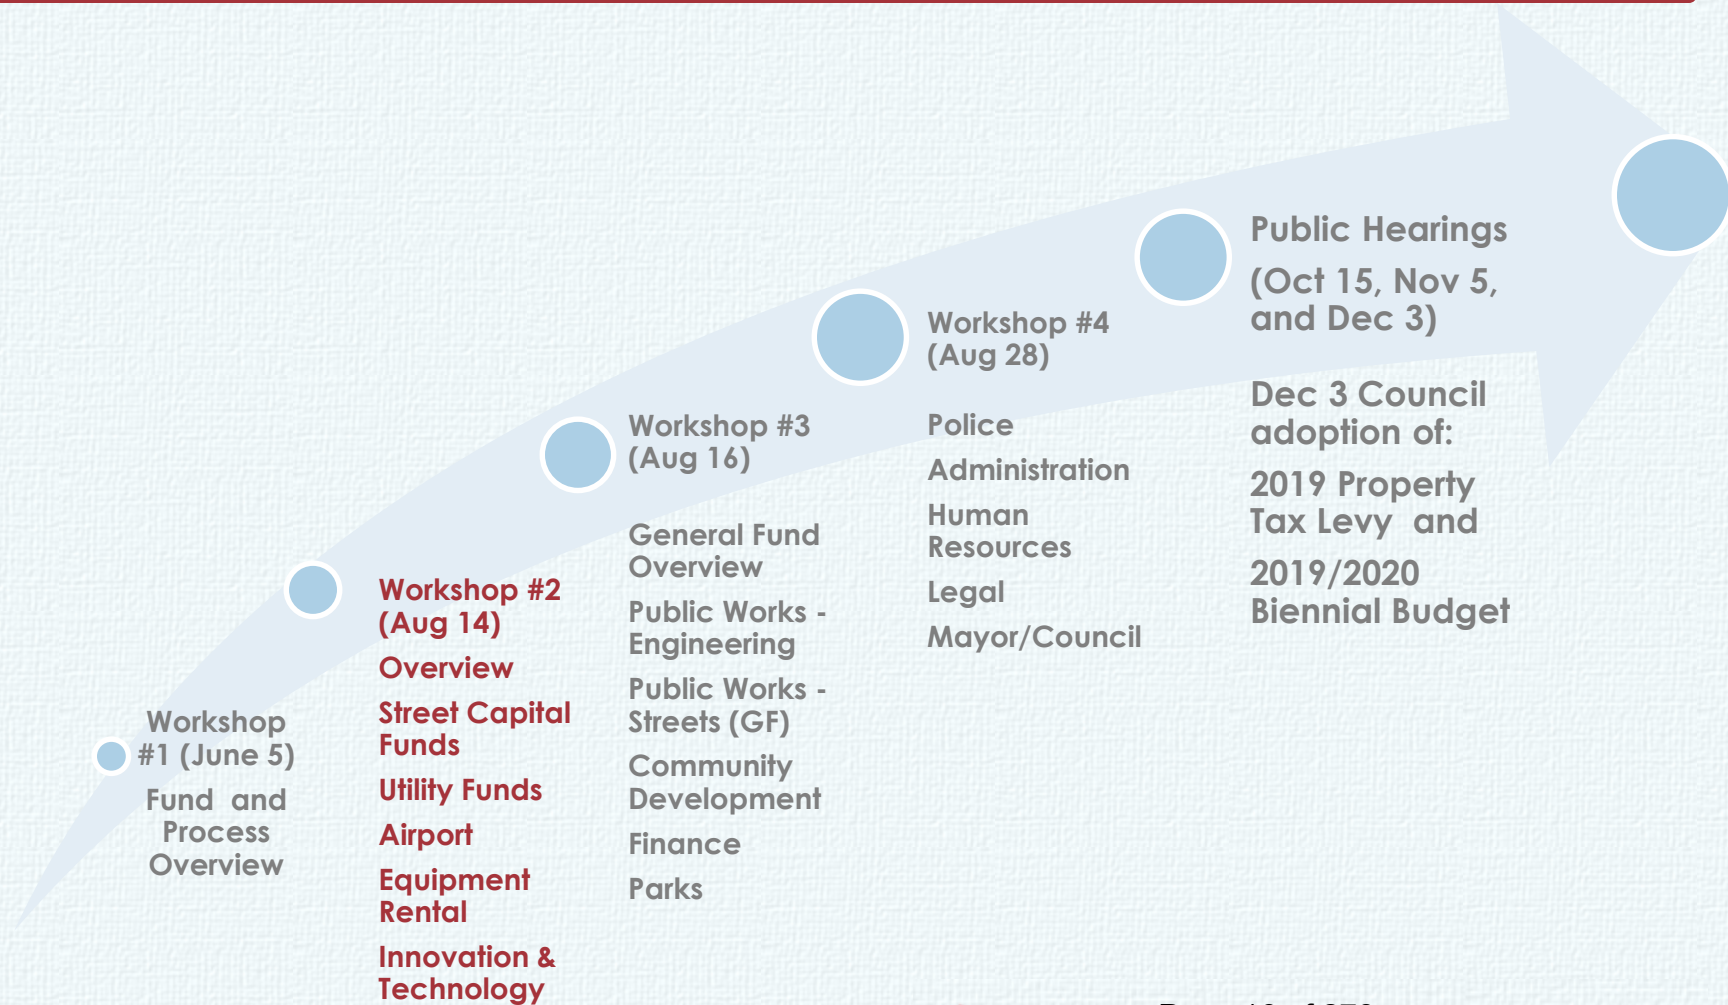 Workshop
#1 (June 5)
Fund and
Process
Overview
Workshop #2
(Aug 14)
Overview
Street Capital
Funds
Utility Funds
Airport
Equipment
Rental
Innovation &
Technology
Workshop #3
(Aug 16)
General Fund
Overview
Public Works -
Engineering
Public Works -
Streets (GF)
Community
Development
Finance
Parks
Workshop #4
(Aug 28)
Police
Administration
Human
Resources
Legal
Mayor/Council
Public Hearings
(Oct 15, Nov 5,
and Dec 3)
Dec 3 Council
adoption of:
2019 Property
Tax Levy and
2019/2020
Biennial Budget